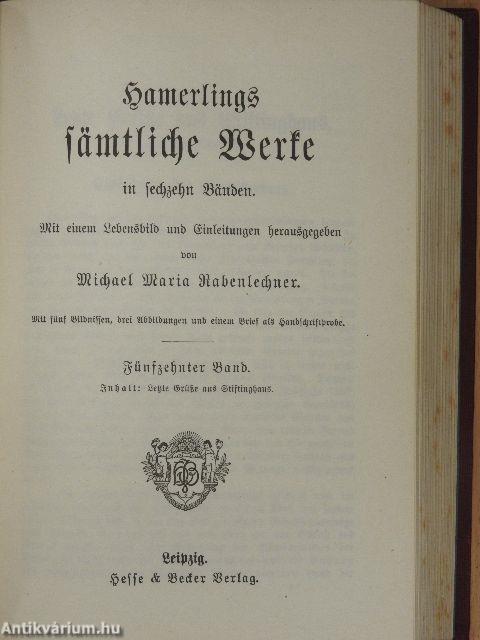 Hamerlings
sämtliche Werke
in sechzehn Bänden.
Mit einem Lebensbild und Einleitungen herausgegeben
von
Michael Maria Rabenlechner.
Mit fünf Bildnissen, drei Abbildungen und einem Brief als Handschriftprobe.
Fünfzehnter Band.
Inhalt: Letzte Grüße aus Stiftinghaus.
Leipzig.
Hesse & Becker Verlag.
Antikvárium.hu